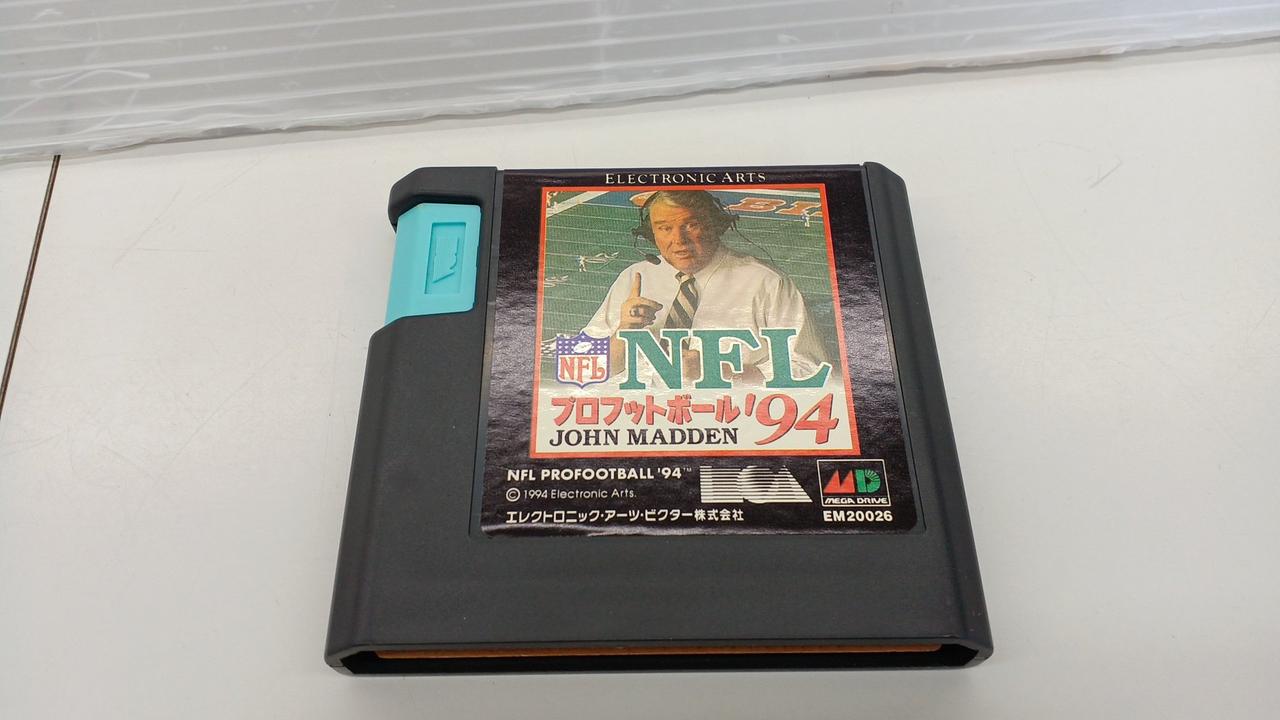 ELECTRONIC ARTS
BI
NFL
NFL
プロフットボール '94
JOHN MADDEN
NFL PROFOOTBALL '94™
© 1994 Electronic Arts.
エレクトロニック・アーツ・ビクター株式会社
MD
MEGA DRIVE
EM20026